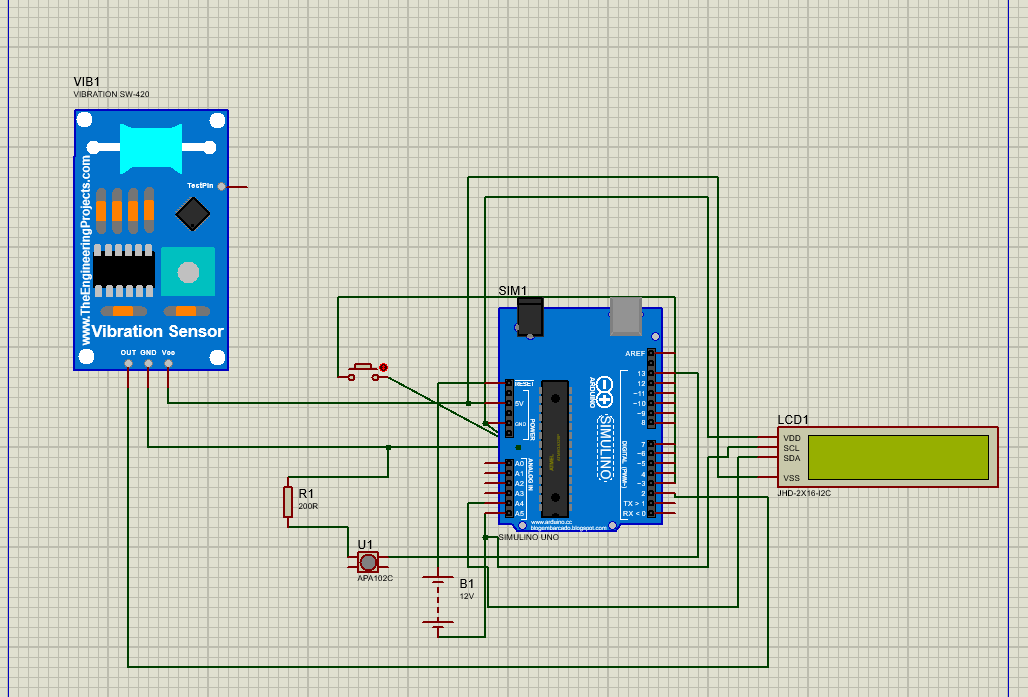 VIB1
VIBRATION SW-420
TestPin
www.TheEngineeringProjects.com
Vibration Sensor
OUT GND Vcc
SIM1
AREF
RESET
5V
GND
POWER
A0
A1
A2
A3
A4
A5
ANALOG IN
ARDUINO
SIMULINO
13
12
~11
~10
~9
8
7
~6
~5
4
~3
2
TX > 1
RX < 0
DIGITAL (PWM~)
www.arduino.cc
blogembarcado.blogspot.com
SIMULINO UNO
LCD1
VDD
SCL
SDA
VSS
JHD-2X16-I2C
R1
200R
U1
APA102C
B1
12V